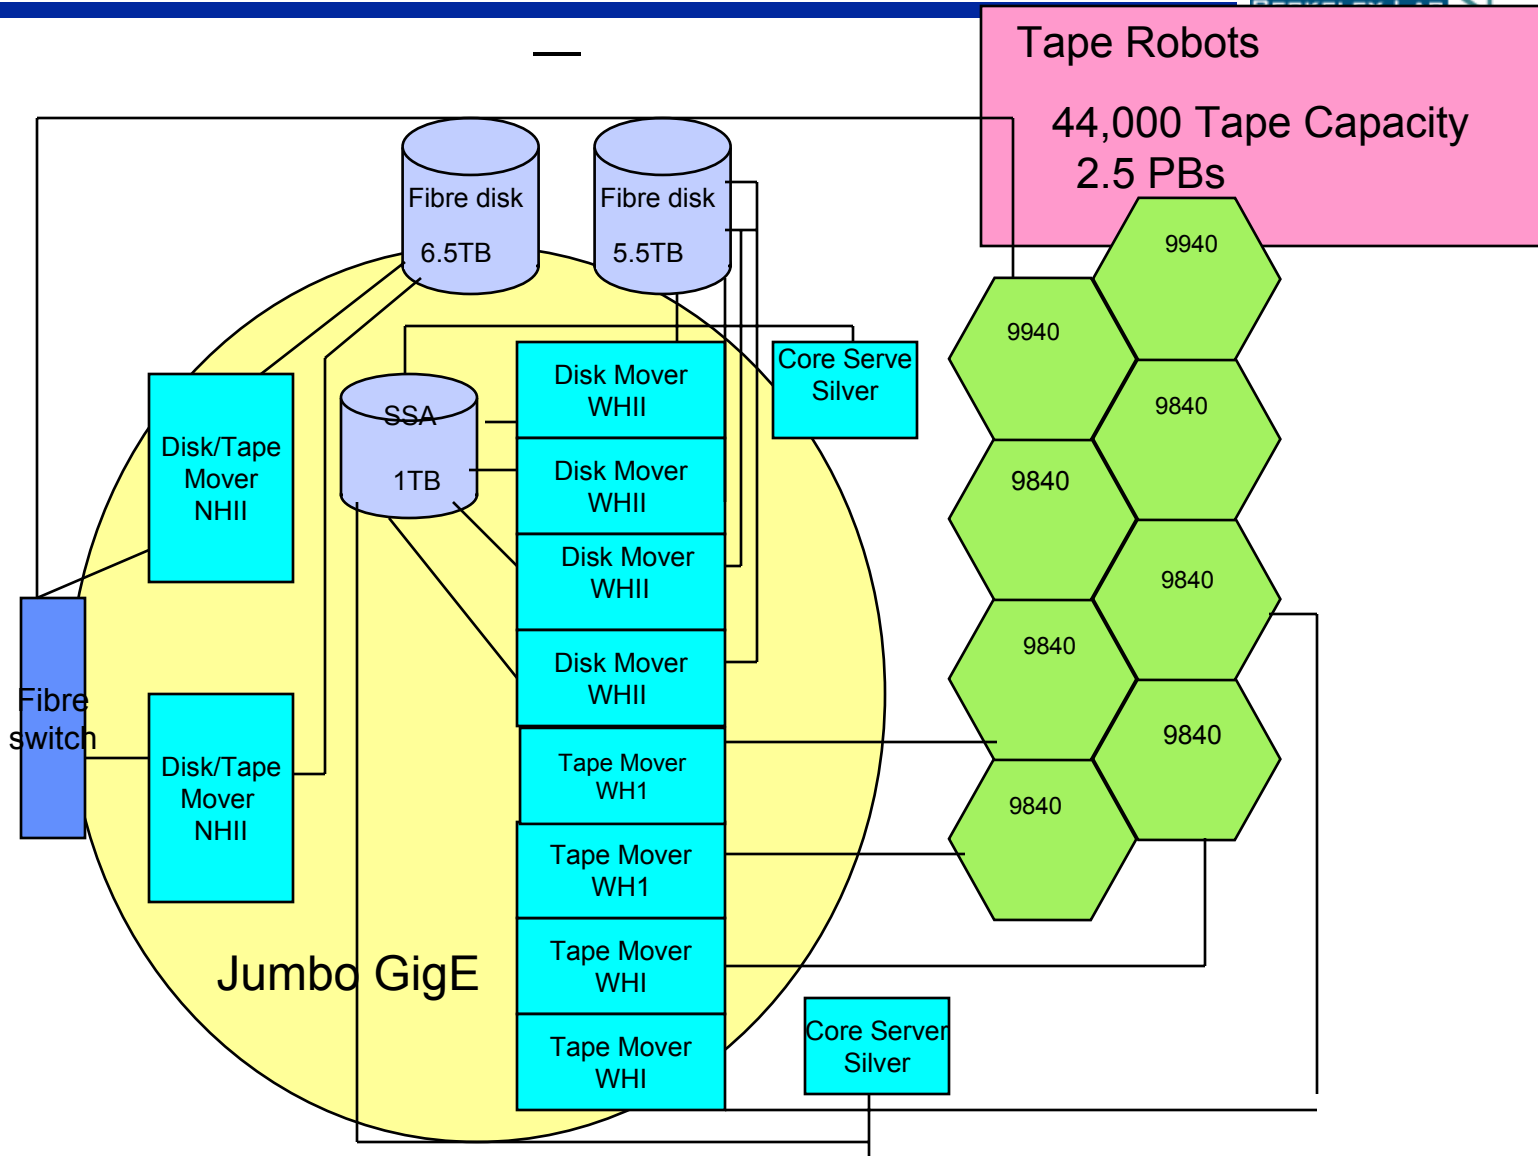 BERKELEY LAB
Tape Robots
44,000 Tape Capacity
2.5 PBs
Fibre disk
6.5TB
Fibre disk
5.5TB
9940
9940
9840
9840
9840
9840
9840
9840
Core Serve
Silver
SSA
1TB
Disk Mover
WHII
Disk Mover
WHII
Disk Mover
WHII
Disk Mover
WHII
Tape Mover
WH1
Tape Mover
WH1
Tape Mover
WHI
Tape Mover
WHI
Disk/Tape
Mover
NHII
Fibre
switch
Disk/Tape
Mover
NHII
Jumbo GigE
Core Server
Silver